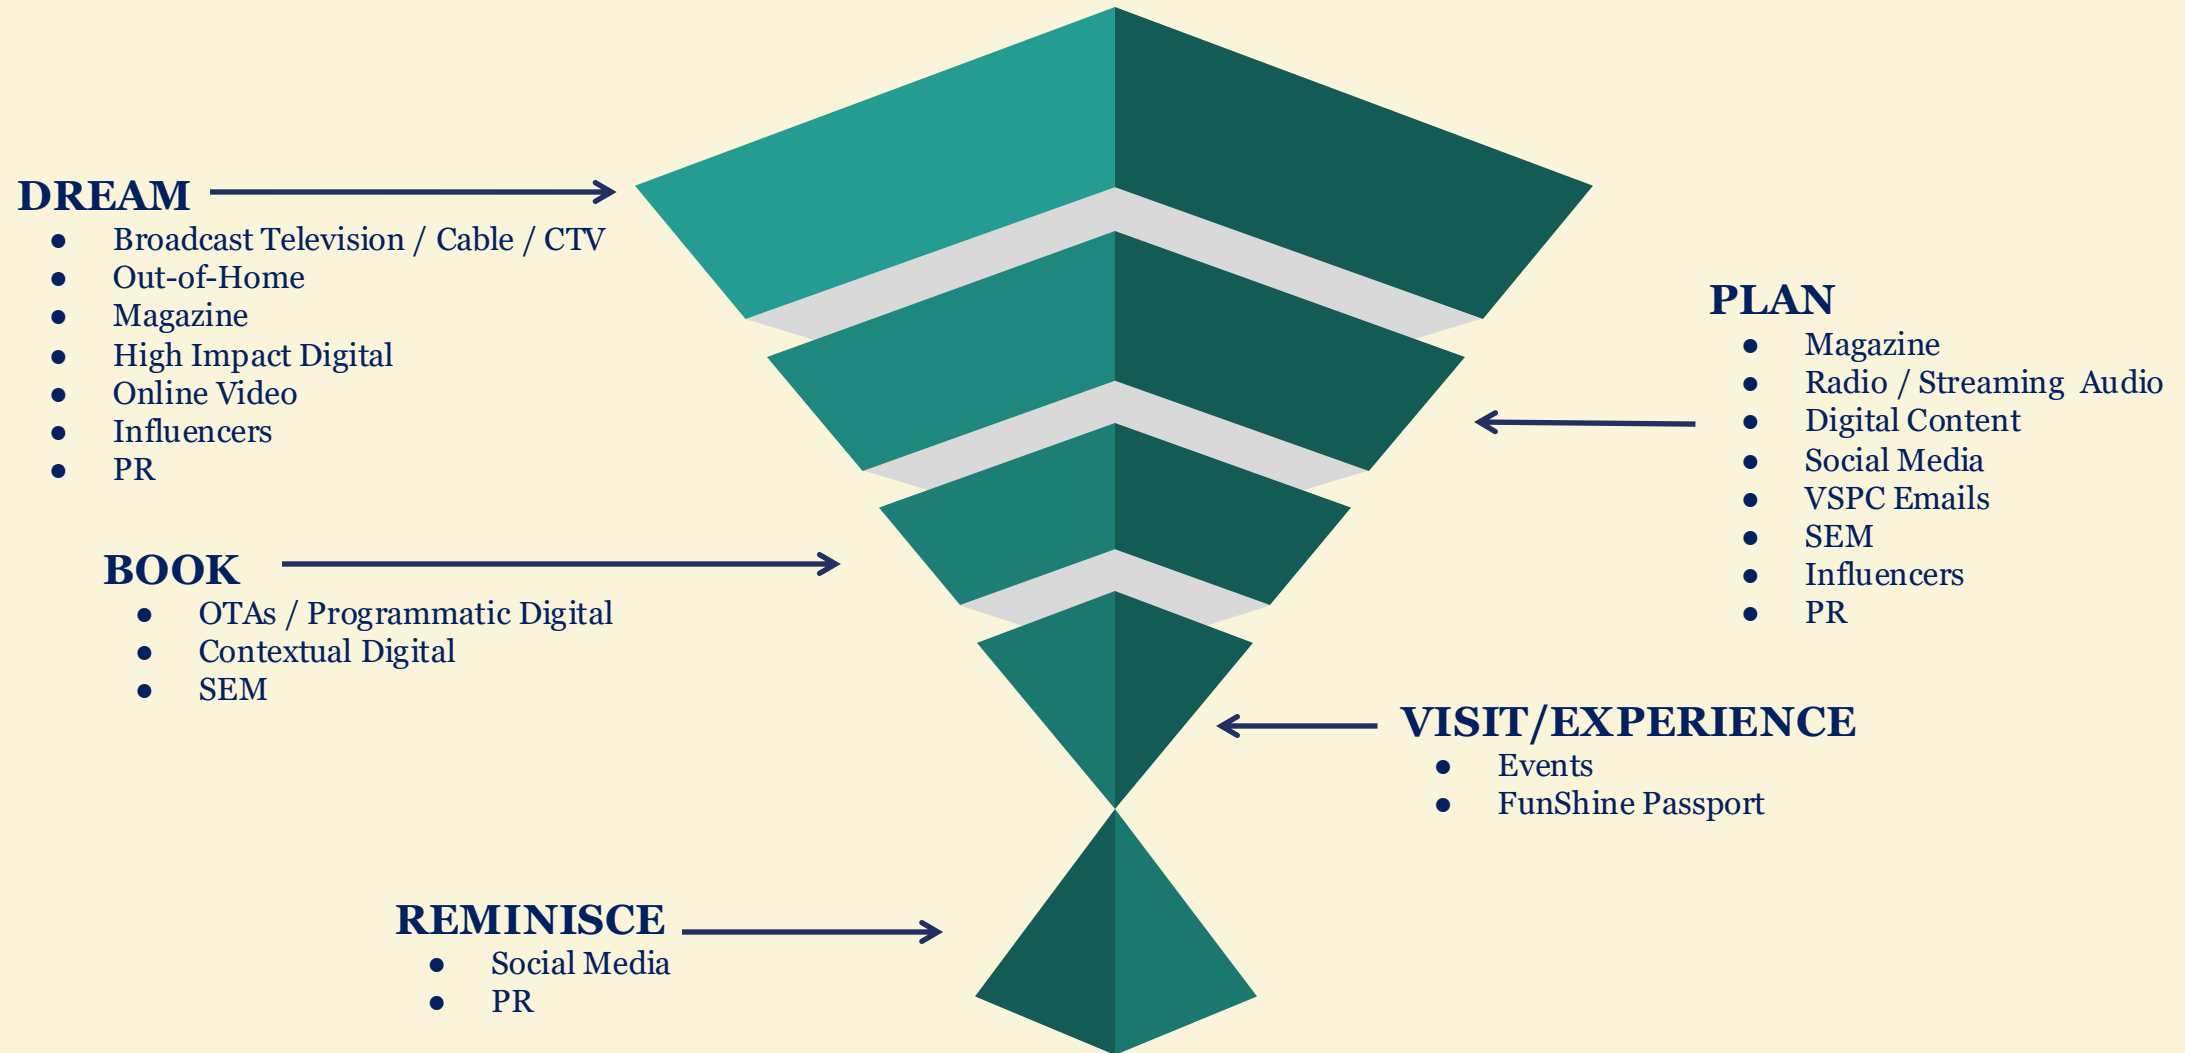 DREAM
● Broadcast Television / Cable / CTV
● Out-of-Home
● Magazine
● High Impact Digital
● Online Video
● Influencers
● PR
PLAN
● Magazine
● Radio / Streaming Audio
● Digital Content
● Social Media
● VSPC Emails
● SEM
● Influencers
● PR
BOOK
● OTAs / Programmatic Digital
● Contextual Digital
● SEM
VISIT/EXPERIENCE
● Events
● FunShine Passport
REMINISCE
● Social Media
● PR